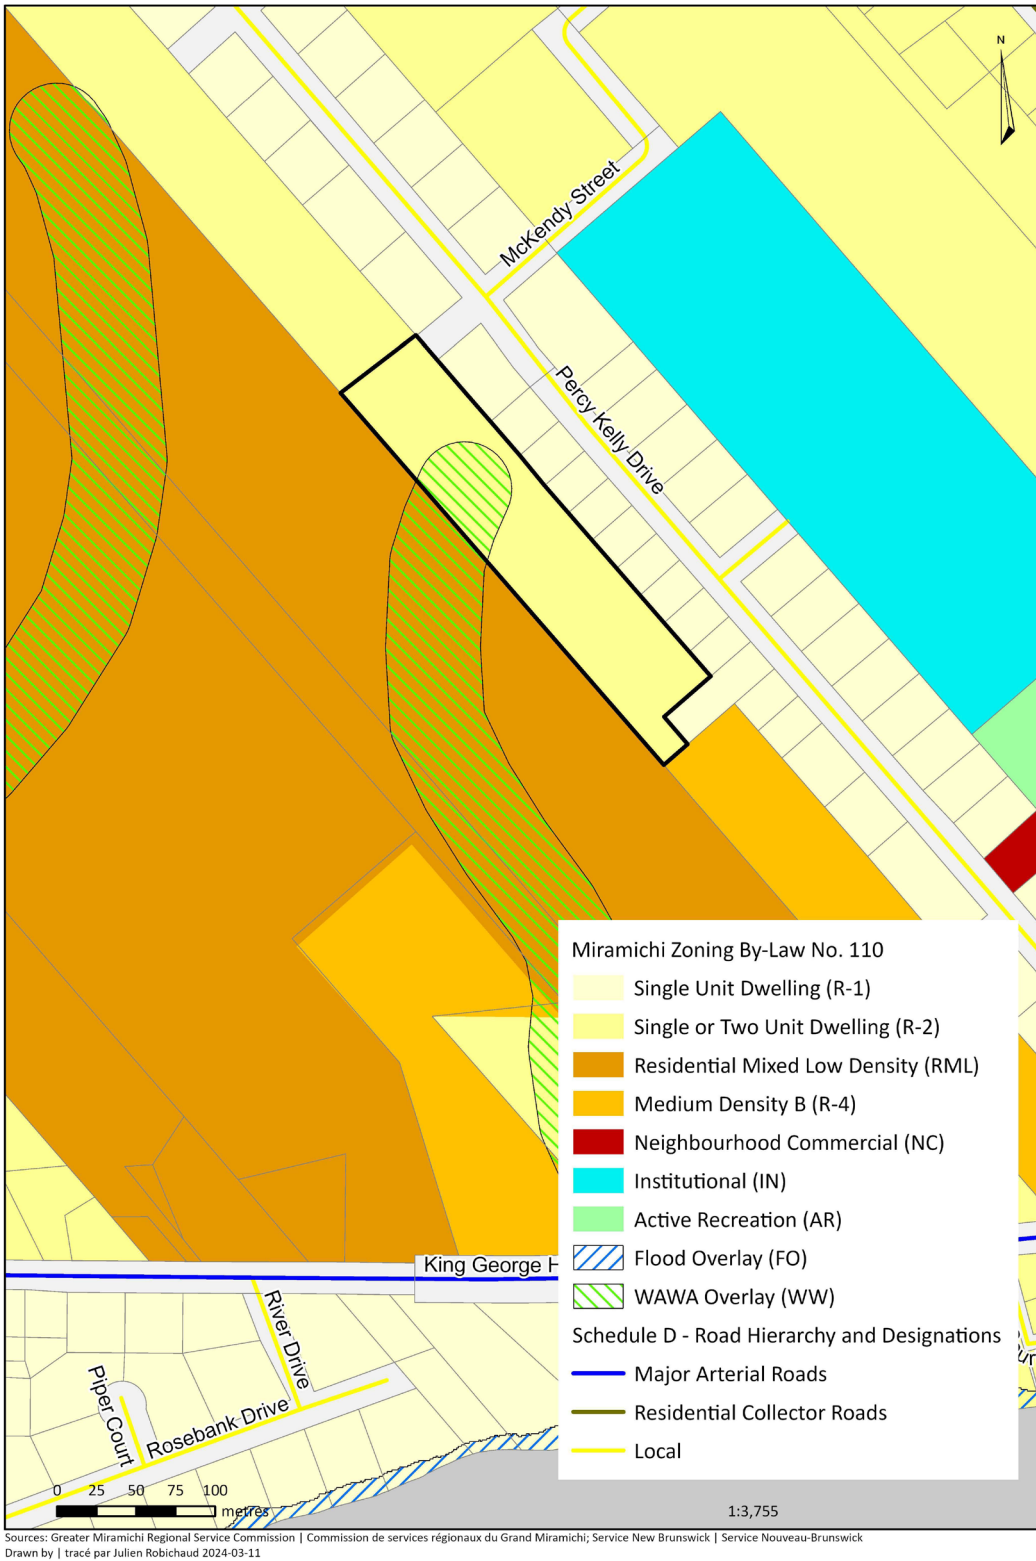 N
McKendy Street
Percy Kelly Drive
Miramichi Zoning By-Law No. 110
Single Unit Dwelling (R-1)
Single or Two Unit Dwelling (R-2)
Residential Mixed Low Density (RML)
Medium Density B (R-4)
Neighbourhood Commercial (NC)
Institutional (IN)
Active Recreation (AR)
Flood Overlay (FO)
WAWA Overlay (WW)
Schedule D - Road Hierarchy and Designations
Major Arterial Roads
Residential Collector Roads
Local
King George H
River Drive
Piper Court
Rosebank Drive
0 25 50 75 100
metres
1:3,755
Sources: Greater Miramichi Regional Service Commission | Commission de services régionaux du Grand Miramichi; Service New Brunswick | Service Nouveau-Brunswick
Drawn by | tracé par Julien Robichaud 2024-03-11